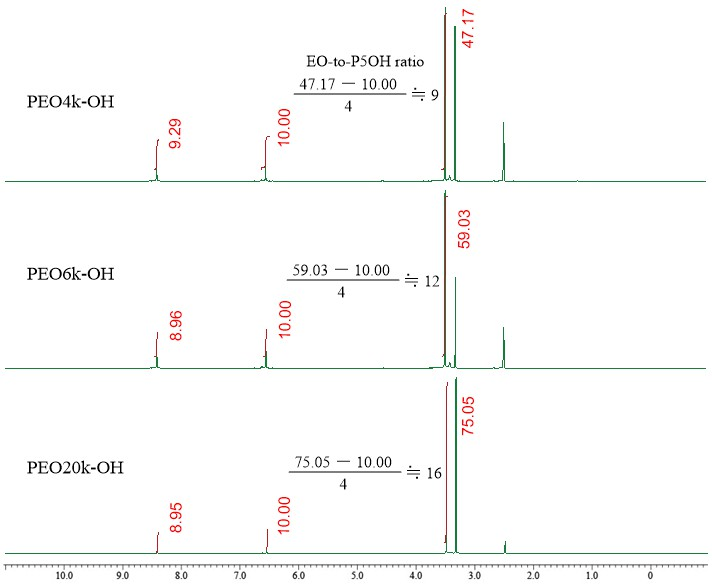 47.17
EO-to-P5OH ratio
47.17 — 10.00
4
≒ 9
PEO4k-OH
9.29
10.00
59.03
59.03 — 10.00
4
≒ 12
PEO6k-OH
8.96
10.00
75.05
75.05 — 10.00
4
≒ 16
PEO20k-OH
8.95
10.00
10.0 9.0 8.0 7.0 6.0 5.0 4.0 3.0 2.0 1.0 0